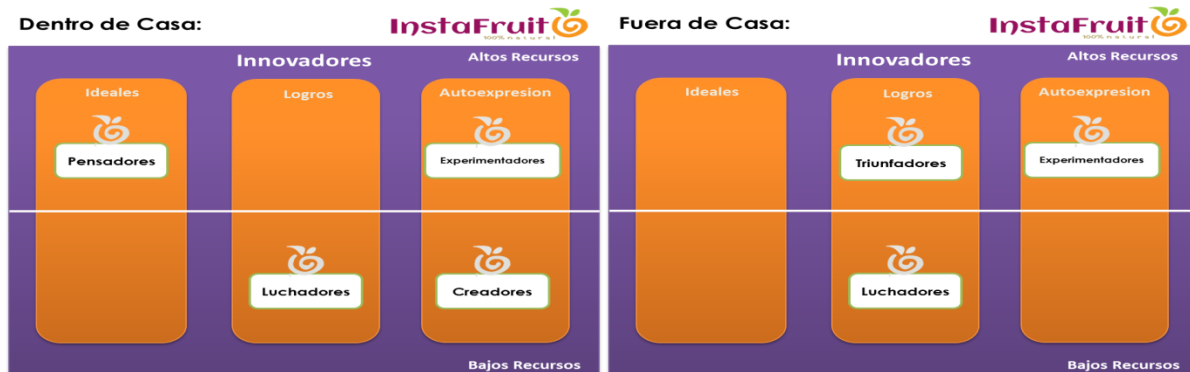 Dentro de Casa:
InstaFruit
100% natural
Innovadores
Altos Recursos
Ideales
Logros
Autoexpresion
Pensadores
Experimentadores
Luchadores
Creadores
Bajos Recursos
Fuera de Casa:
InstaFruit
100% natural
Innovadores
Altos Recursos
Ideales
Logros
Autoexpresion
Triunfadores
Experimentadores
Luchadores
Bajos Recursos